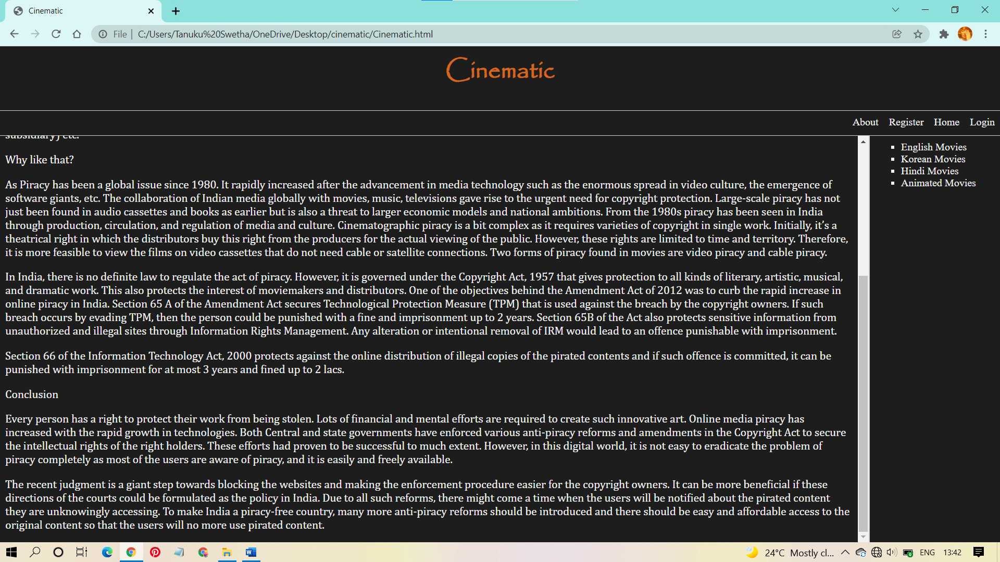 Cinematic
File | C:/Users/Tanuku%20Swetha/OneDrive/Desktop/cinematic/Cinematic.html
Cinematic
About Register Home Login
subsidiary) etc.
Why like that?
As Piracy has been a global issue since 1980. It rapidly increased after the advancement in media technology such as the enormous spread in video culture, the emergence of
software giants, etc. The collaboration of Indian media globally with movies, music, televisions gave rise to the urgent need for copyright protection. Large-scale piracy has not
just been found in audio cassettes and books as earlier but is also a threat to larger economic models and national ambitions. From the 1980s piracy has been seen in India
through production, circulation, and regulation of media and culture. Cinematographic piracy is a bit complex as it requires varieties of copyright in single work. Initially, it’s a
theatrical right in which the distributors buy this right from the producers for the actual viewing of the public. However, these rights are limited to time and territory. Therefore,
it is more feasible to view the films on video cassettes that do not need cable or satellite connections. Two forms of piracy found in movies are video piracy and cable piracy.
In India, there is no definite law to regulate the act of piracy. However, it is governed under the Copyright Act, 1957 that gives protection to all kinds of literary, artistic, musical,
and dramatic work. This also protects the interest of moviemakers and distributors. One of the objectives behind the Amendment Act of 2012 was to curb the rapid increase in
online piracy in India. Section 65 A of the Amendment Act secures Technological Protection Measure (TPM) that is used against the breach by the copyright owners. If such
breach occurs by evading TPM, then the person could be punished with a fine and imprisonment up to 2 years. Section 65B of the Act also protects sensitive information from
unauthorized and illegal sites through Information Rights Management. Any alteration or intentional removal of IRM would lead to an offence punishable with imprisonment.
Section 66 of the Information Technology Act, 2000 protects against the online distribution of illegal copies of the pirated contents and if such offence is committed, it can be
punished with imprisonment for at most 3 years and fined up to 2 lacs.
Conclusion
Every person has a right to protect their work from being stolen. Lots of financial and mental efforts are required to create such innovative art. Online media piracy has
increased with the rapid growth in technologies. Both Central and state governments have enforced various anti-piracy reforms and amendments in the Copyright Act to secure
the intellectual rights of the right holders. These efforts had proven to be successful to much extent. However, in this digital world, it is not easy to eradicate the problem of
piracy completely as most of the users are aware of piracy, and it is easily and freely available.
The recent judgment is a giant step towards blocking the websites and making the enforcement procedure easier for the copyright owners. It can be more beneficial if these
directions of the courts could be formulated as the policy in India. Due to all such reforms, there might come a time when the users will be notified about the pirated content
they are unknowingly accessing. To make India a piracy-free country, many more anti-piracy reforms should be introduced and there should be easy and affordable access to the
original content so that the users will no more use pirated content.
English Movies
Korean Movies
Hindi Movies
Animated Movies
24°C Mostly cl... ENG 13:42